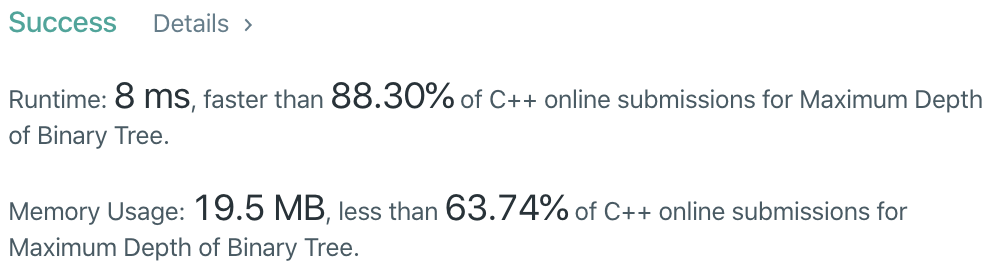 Success Details >
Runtime: 8 ms, faster than 88.30% of C++ online submissions for Maximum Depth
of Binary Tree.
Memory Usage: 19.5 MB, less than 63.74% of C++ online submissions for
Maximum Depth of Binary Tree.